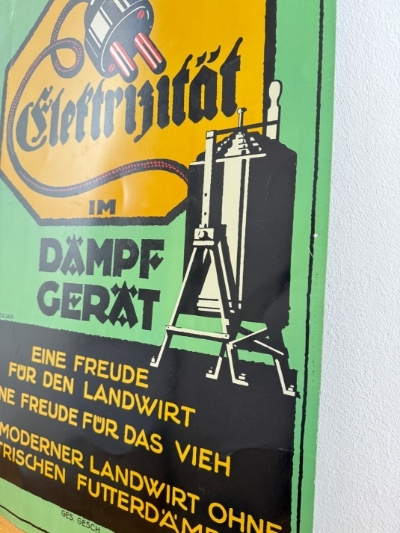 Elektrizität
IM
DÄMPF
GERÄT
EINE FREUDE
FÜR DEN LANDWIRT
NE FREUDE FÜR DAS VIEH
MODERNER LANDWIRT OHNE
TRISCHEN FUTTERDÄM
GES. GESCH